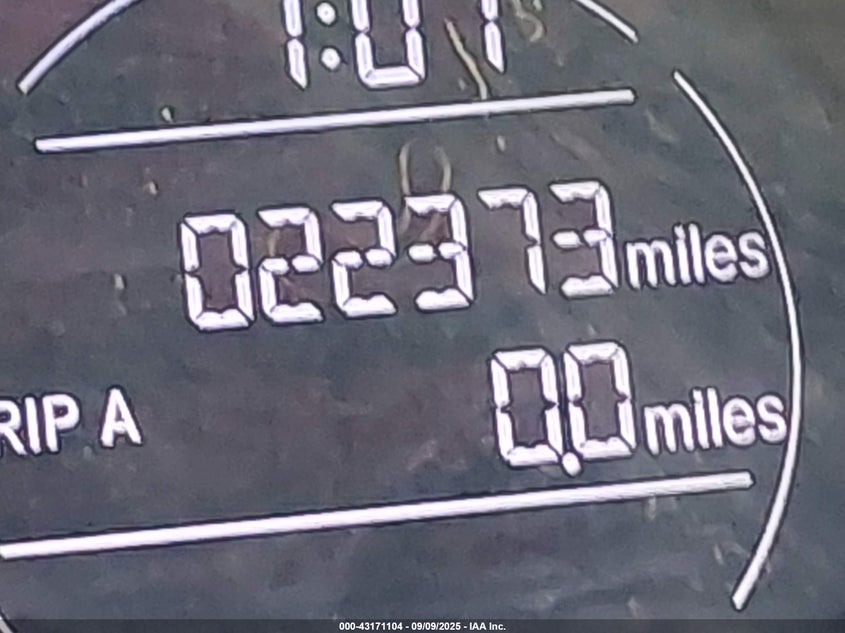 1:01
022373 miles
RIP A 0.0 miles
000-43171104 - 09/09/2025 - IAA Inc.